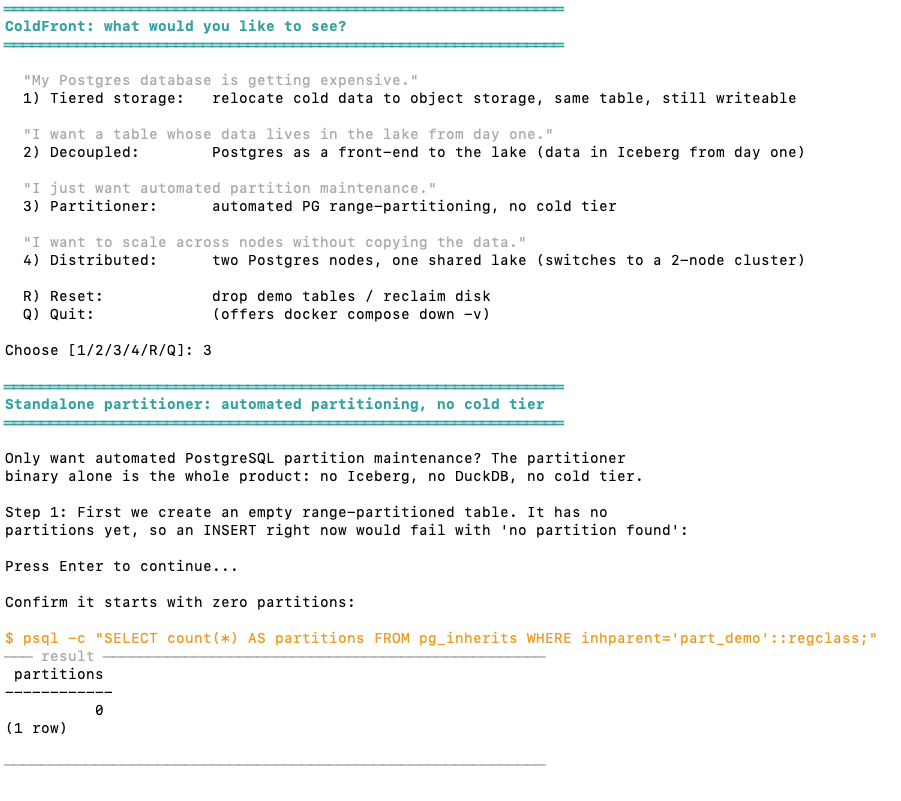 ColdFront: what would you like to see?
"My Postgres database is getting expensive."
1) Tiered storage:   relocate cold data to object storage, same table, still writeable
"I want a table whose data lives in the lake from day one."
2) Decoupled:        Postgres as a front-end to the lake (data in Iceberg from day one)
"I just want automated partition maintenance."
3) Partitioner:      automated PG range-partitioning, no cold tier
"I want to scale across nodes without copying the data."
4) Distributed:      two Postgres nodes, one shared lake (switches to a 2-node cluster)
R) Reset:            drop demo tables / reclaim disk
Q) Quit:             (offers docker compose down -v)
Choose [1/2/3/4/R/Q]: 3
Standalone partitioner: automated partitioning, no cold tier
Only want automated PostgreSQL partition maintenance? The partitioner
binary alone is the whole product: no Iceberg, no DuckDB, no cold tier.
Step 1: First we create an empty range-partitioned table. It has no
partitions yet, so an INSERT right now would fail with 'no partition found':
Press Enter to continue...
Confirm it starts with zero partitions:
$ psql -c "SELECT count(*) AS partitions FROM pg_inherits WHERE inhparent='part_demo'::regclass;"
result
partitions
------------
0
(1 row)